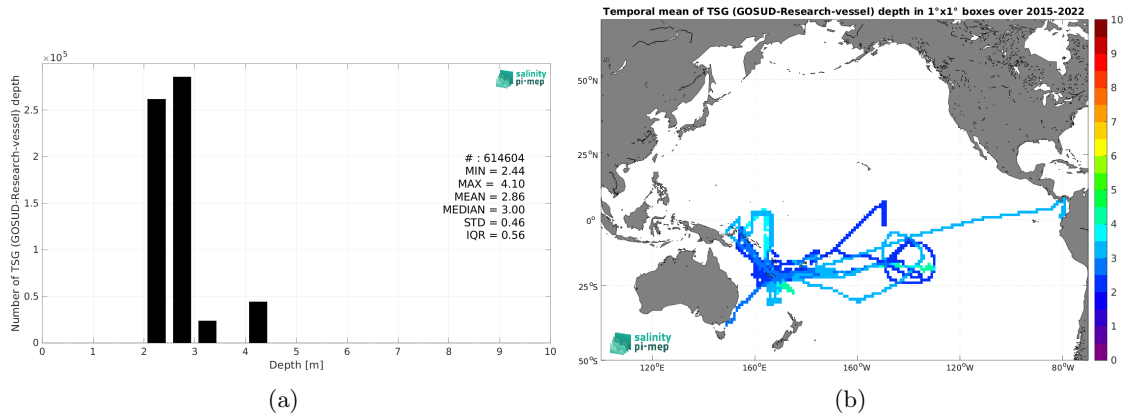 ×10^5
Number of TSG (GOSUD-Research-vessel) depth
2.5
2
1.5
1
0.5
0
0 1 2 3 4 5 6 7 8 9 10
Depth [m]
salinity
pi-mep
# : 614604
MIN = 2.44
MAX = 4.10
MEAN = 2.86
MEDIAN = 3.00
STD = 0.46
IQR = 0.56
(a)
Temporal mean of TSG (GOSUD-Research-vessel) depth in 1°x1° boxes over 2015-2022
50°N
25°N
0°
25°S
50°S
120°E 160°E 160°W 120°W 80°W
salinity
pi-mep
10
9
8
7
6
5
4
3
2
1
0
(b)